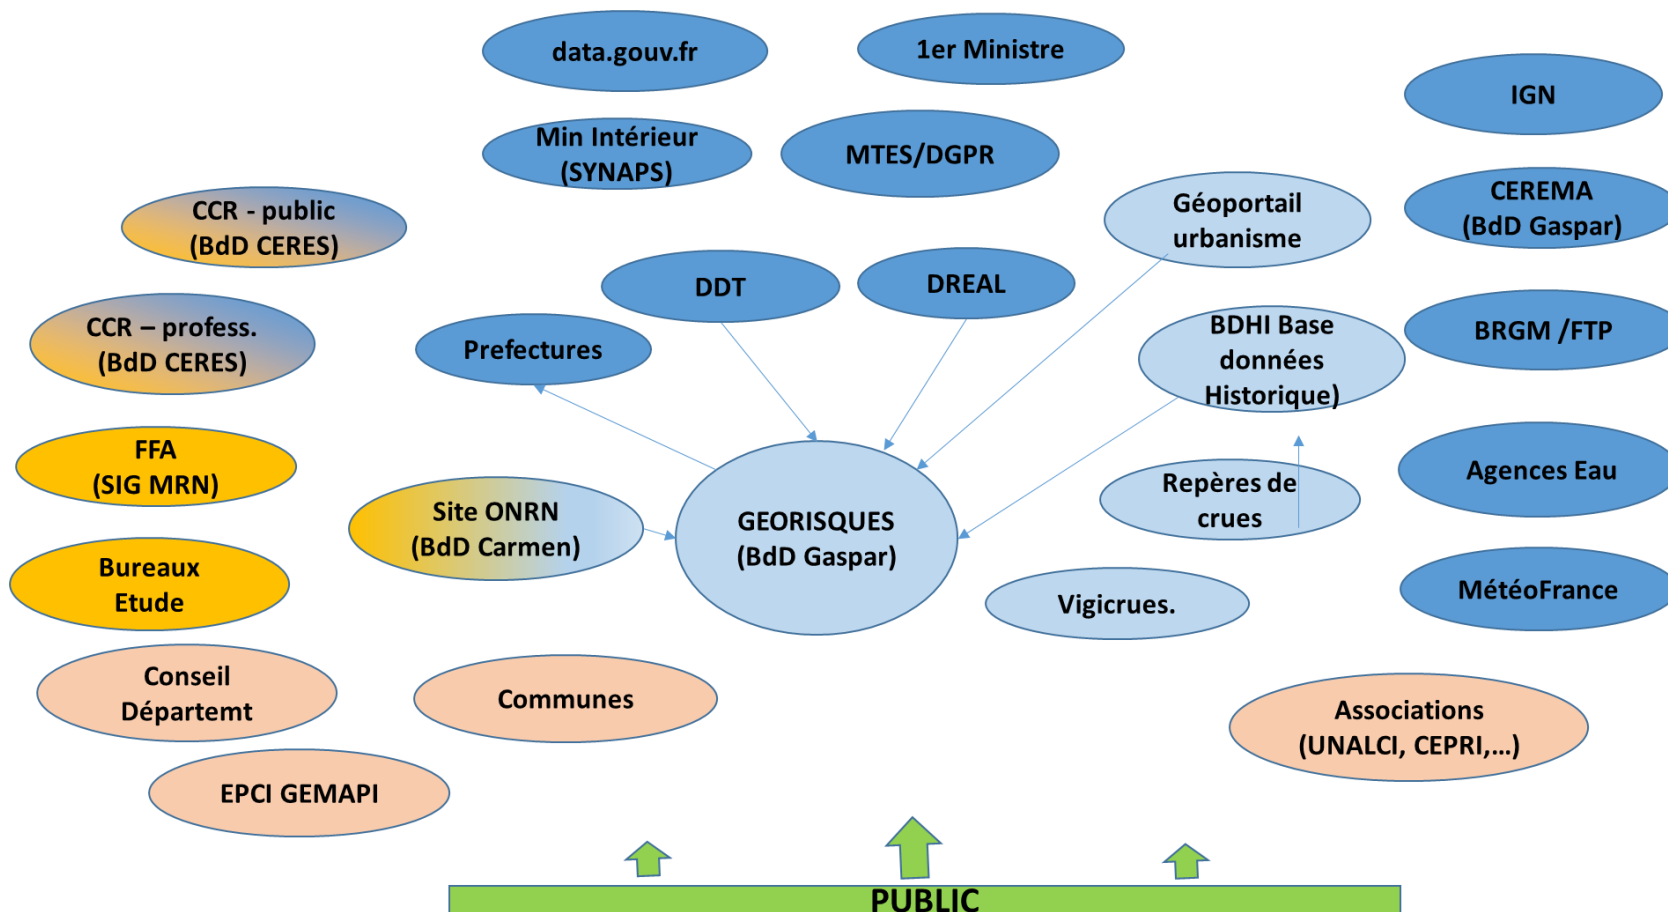 data.gouv.fr
1er Ministre
IGN
Min Intérieur
(SYNAPS)
MTES/DGPR
CCR - public
(BdD CERES)
Géoportail
urbanisme
CEREMA
(BdD Gaspar)
DDT
DREAL
CCR – profess.
(BdD CERES)
Prefectures
BDHI Base
données
Historique)
BRGM /FTP
FFA
(SIG MRN)
Site ONRN
(BdD Carmen)
GEORISQUES
(BdD Gaspar)
Repères de
crues
Agences Eau
Bureaux
Etude
Vigicrues.
MétéoFrance
Conseil
Départemt
Communes
Associations
(UNALCI, CEPRI,...)
EPCI GEMAPI
PUBLIC